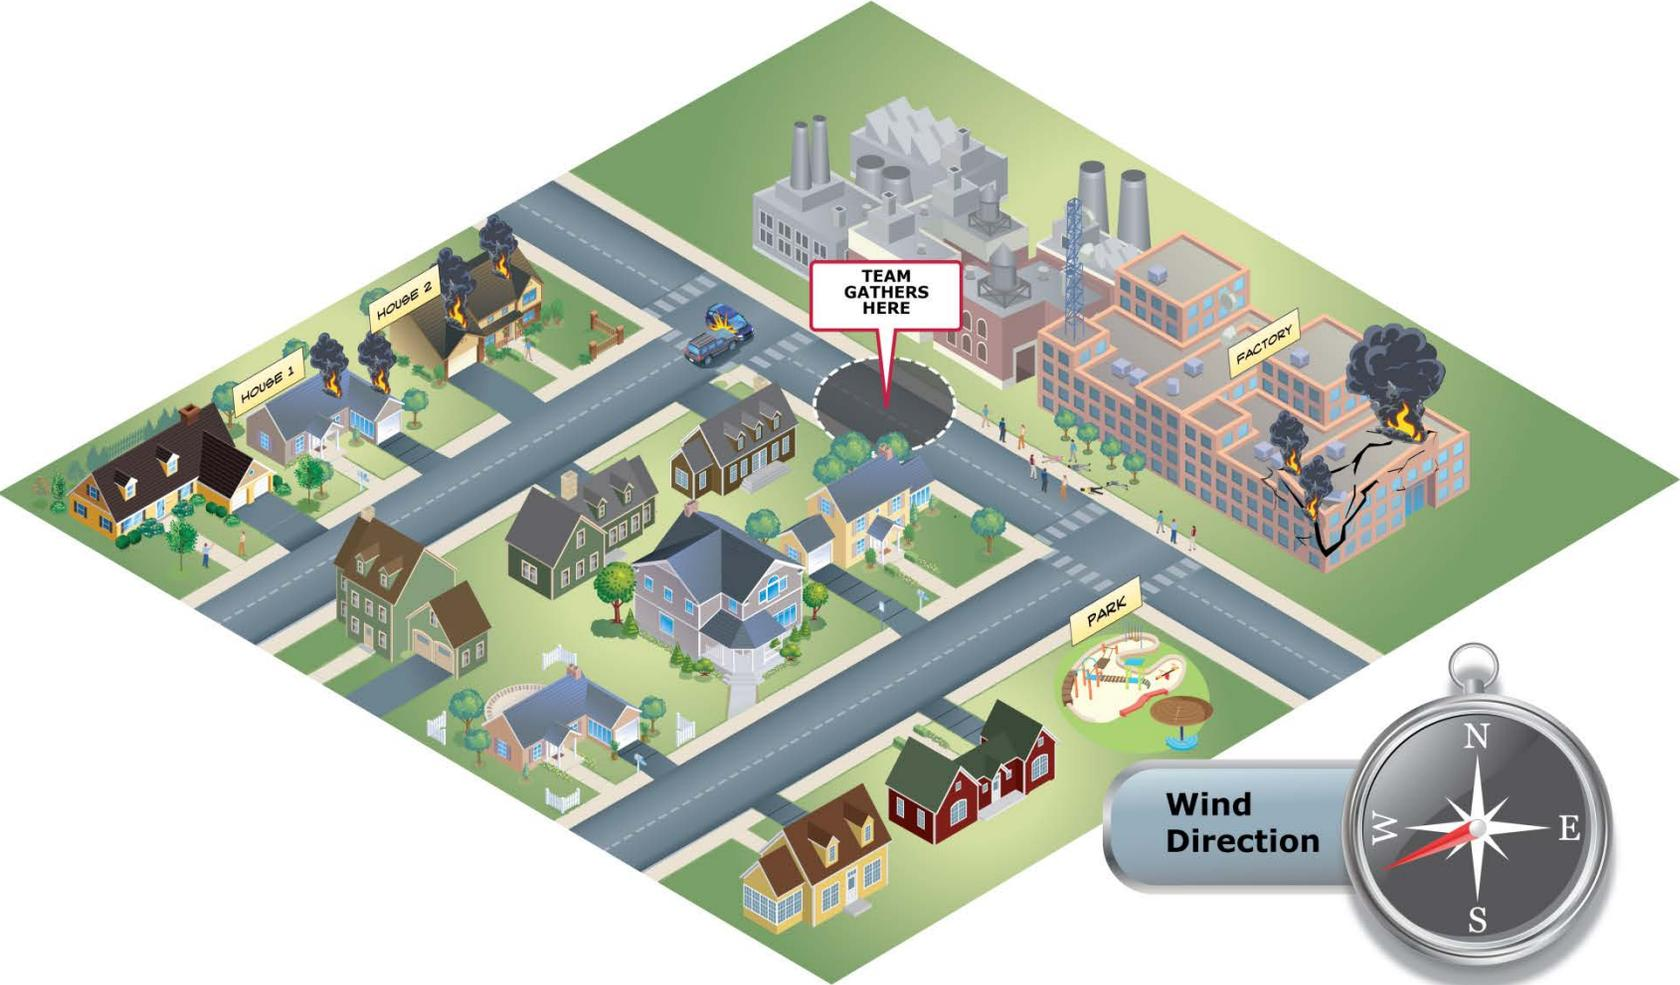 TEAM
GATHERS
HERE
HOUSE 2
HOUSE 1
FACTORY
PARK
Wind
Direction
N
W
E
S